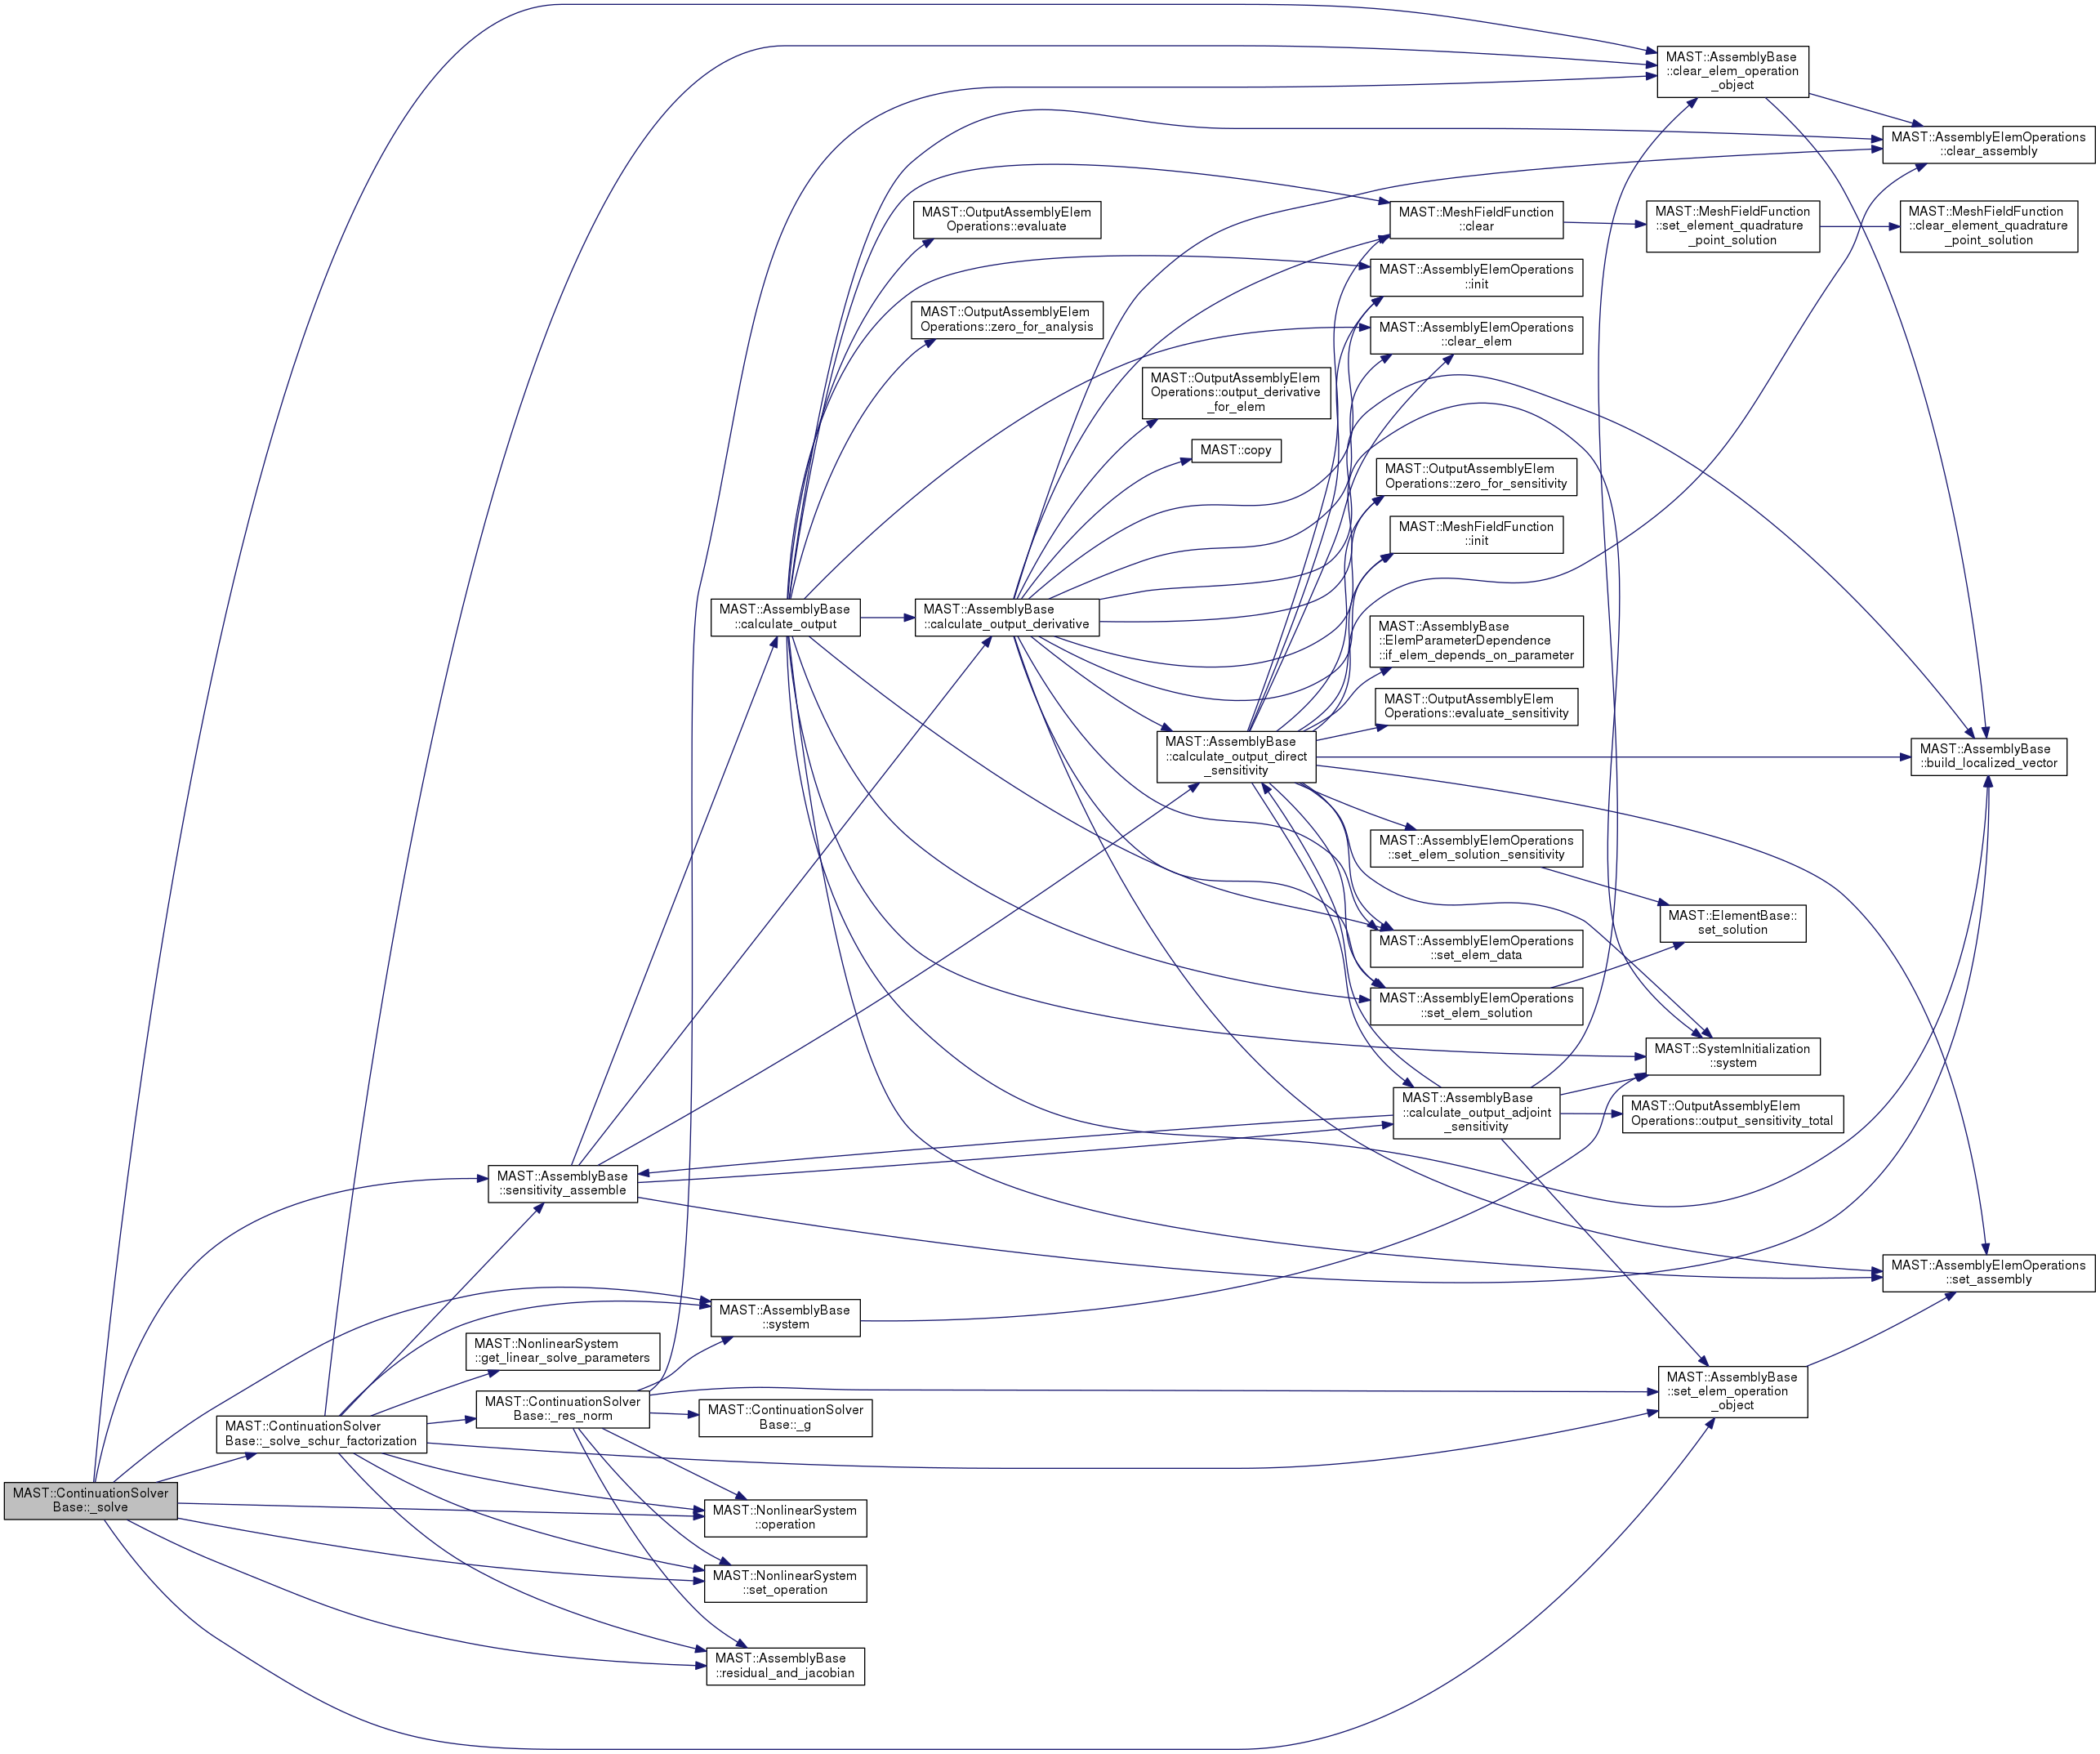 MAST::AssemblyBase
::clear_elem_operation
_object
MAST::AssemblyElemOperations
::clear_assembly
MAST::OutputAssemblyElem
Operations::evaluate
MAST::MeshFieldFunction
::clear
MAST::MeshFieldFunction
::set_element_quadrature
_point_solution
MAST::MeshFieldFunction
::clear_element_quadrature
_point_solution
MAST::AssemblyElemOperations
::init
MAST::OutputAssemblyElem
Operations::zero_for_analysis
MAST::AssemblyElemOperations
::clear_elem
MAST::OutputAssemblyElem
Operations::output_derivative
_for_elem
MAST::copy
MAST::OutputAssemblyElem
Operations::zero_for_sensitivity
MAST::MeshFieldFunction
::init
MAST::AssemblyBase
::calculate_output
MAST::AssemblyBase
::calculate_output_derivative
MAST::AssemblyBase
::ElemParameterDependence
::if_elem_depends_on_parameter
MAST::OutputAssemblyElem
Operations::evaluate_sensitivity
MAST::AssemblyBase
::calculate_output_direct
_sensitivity
MAST::AssemblyBase
::build_localized_vector
MAST::AssemblyElemOperations
::set_elem_solution_sensitivity
MAST::ElementBase::
set_solution
MAST::AssemblyElemOperations
::set_elem_data
MAST::AssemblyElemOperations
::set_elem_solution
MAST::SystemInitialization
::system
MAST::AssemblyBase
::calculate_output_adjoint
_sensitivity
MAST::OutputAssemblyElem
Operations::output_sensitivity_total
MAST::AssemblyBase
::sensitivity_assemble
MAST::AssemblyElemOperations
::set_assembly
MAST::AssemblyBase
::system
MAST::NonlinearSystem
::get_linear_solve_parameters
MAST::AssemblyBase
::set_elem_operation
_object
MAST::ContinuationSolver
Base::_res_norm
MAST::ContinuationSolver
Base::_g
MAST::ContinuationSolver
Base::_solve_schur_factorization
MAST::ContinuationSolver
Base::_solve
MAST::NonlinearSystem
::operation
MAST::NonlinearSystem
::set_operation
MAST::AssemblyBase
::residual_and_jacobian